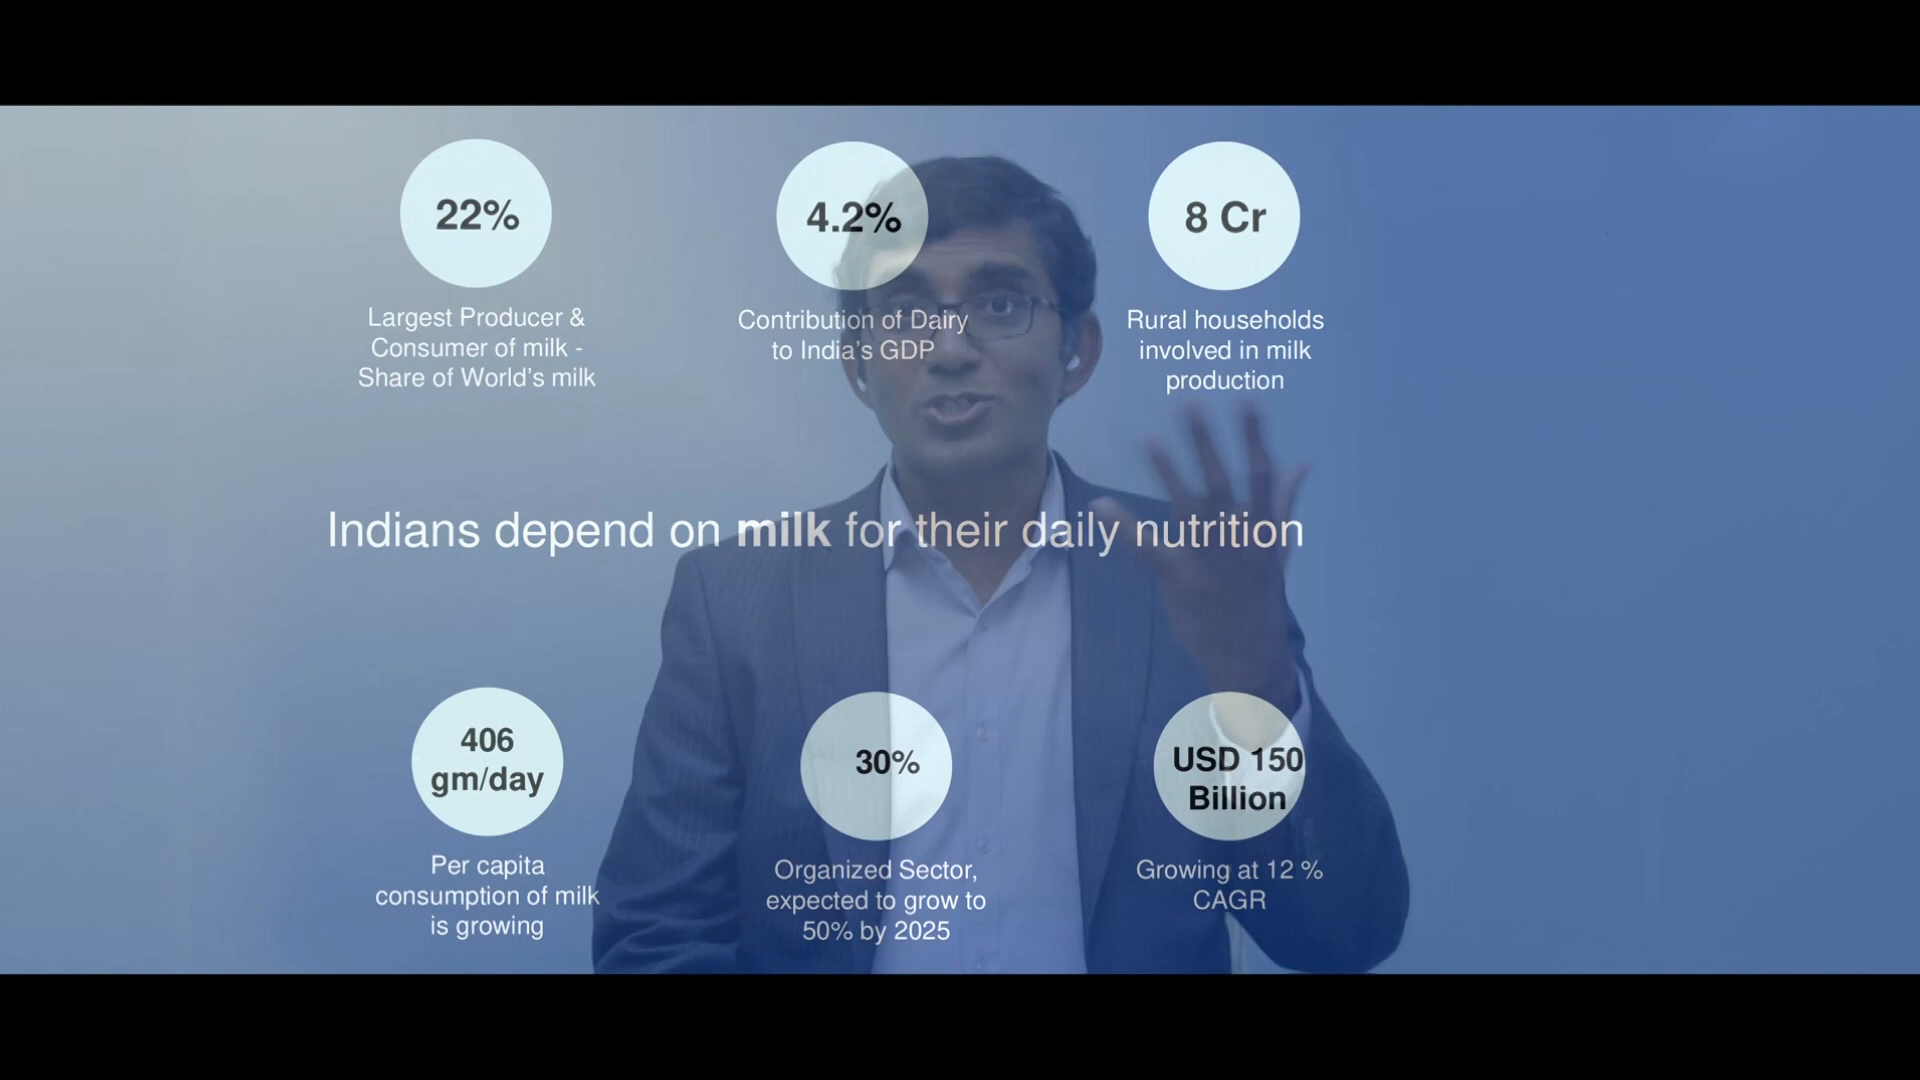 22%
Largest Producer &
Consumer of milk -
Share of World's milk
4.2%
Contribution of Dairy
to India's GDP
8 Cr
Rural households
involved in milk
production
Indians depend on milk for their daily nutrition
406
gm/day
Per capita
consumption of milk
is growing
30%
Organized Sector,
expected to grow to
50% by 2025
USD 150
Billion
Growing at 12 %
CAGR